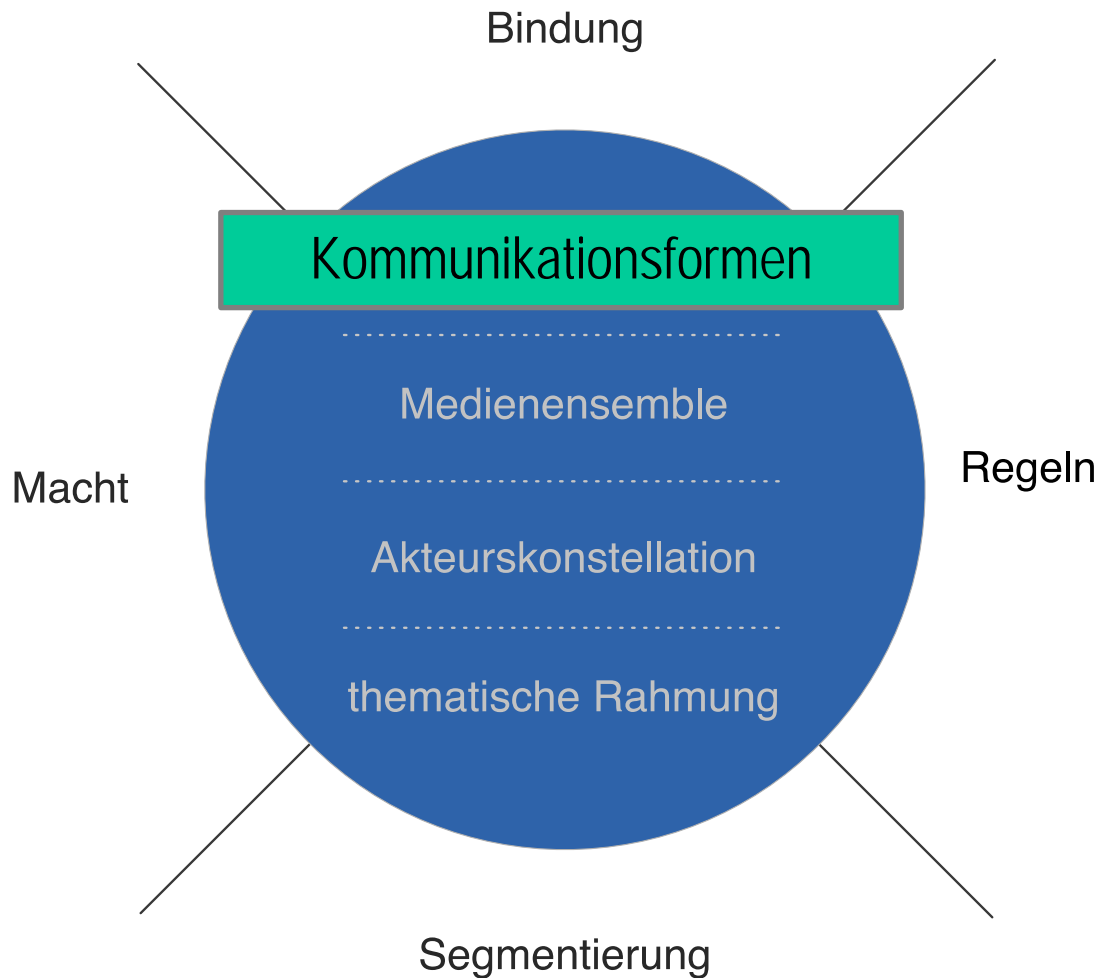 Bindung
Kommunikationsformen
Medienensemble
Macht
Regeln
Akteurskonstellation
thematische Rahmung
Segmentierung